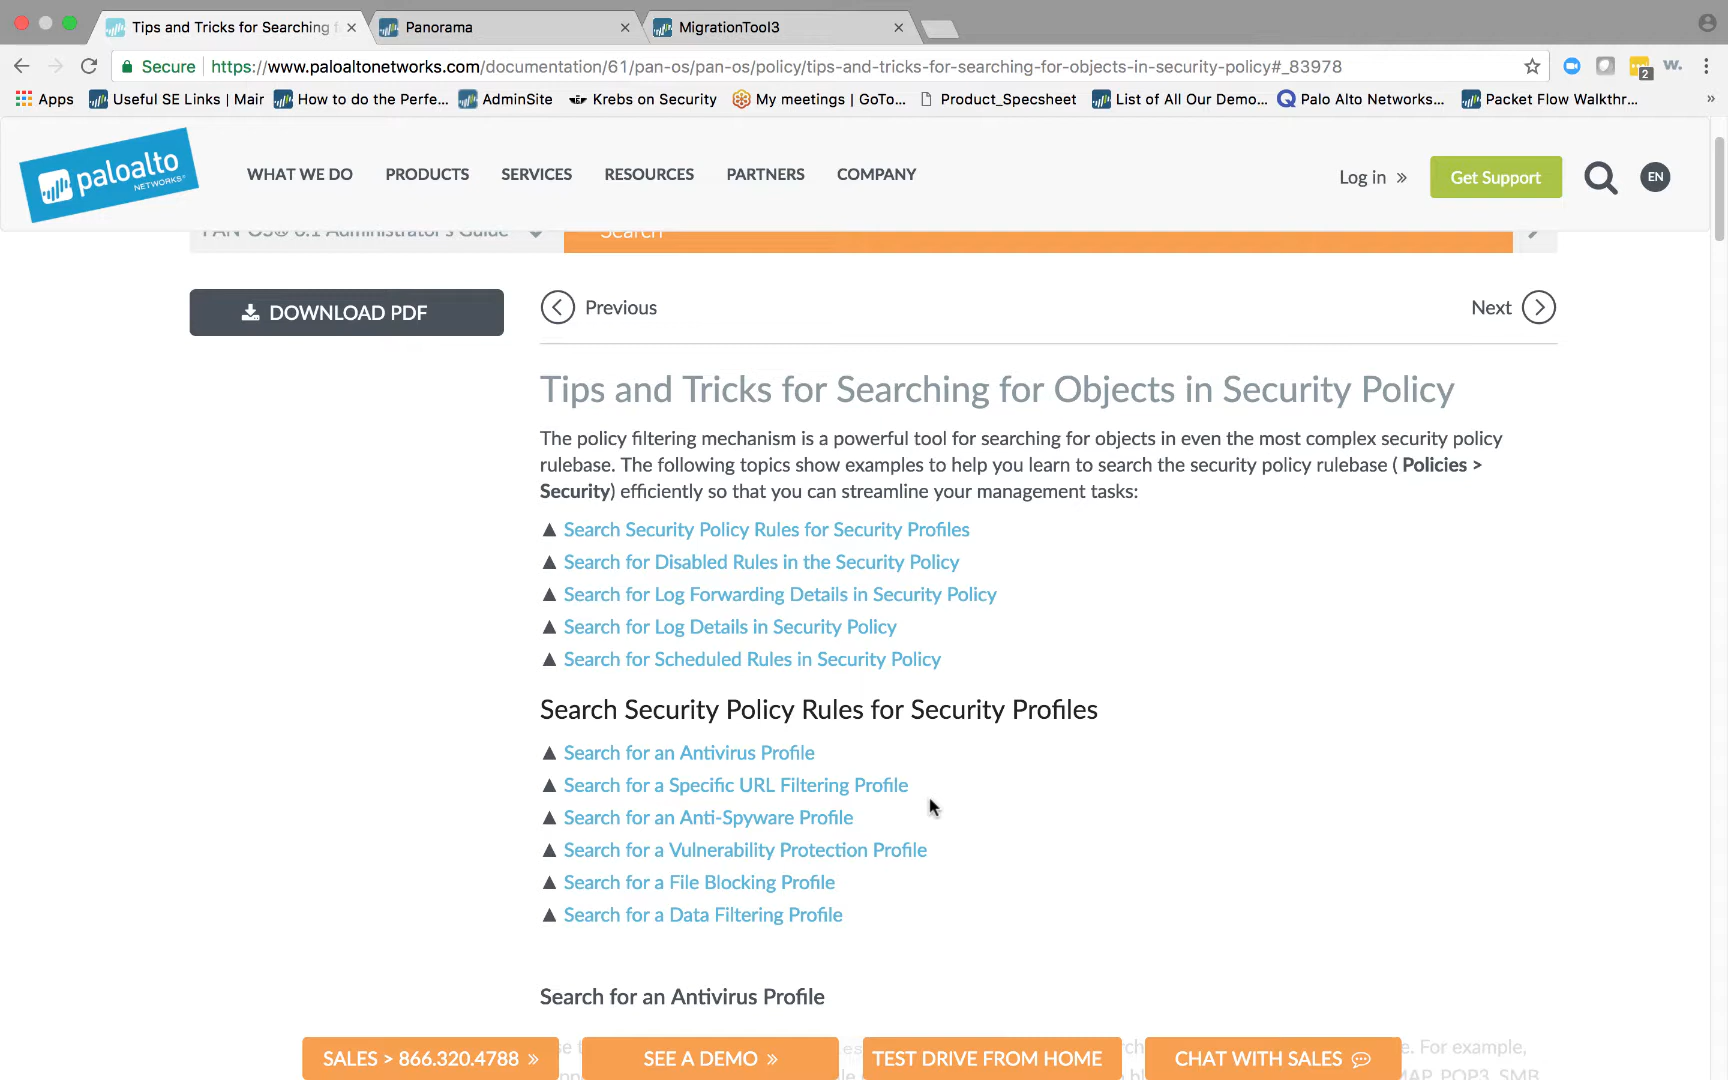 Tips and Tricks for Searching f
Panorama
MigrationTool3
Secure
https://www.paloaltonetworks.com/documentation/61/pan-os/pan-os/policy/tips-and-tricks-for-searching-for-objects-in-security-policy#_83978
2
w.
Apps
Useful SE Links | Mair
How to do the Perfe...
AdminSite
Krebs on Security
My meetings | GoTo...
Product_Specsheet
List of All Our Demo...
Palo Alto Networks...
Packet Flow Walkthr...
»
paloalto
NETWORKS®
WHAT WE DO
PRODUCTS
SERVICES
RESOURCES
PARTNERS
COMPANY
Log in »
Get Support
EN
PAN-OS® 6.1 Administrator's Guide
Search
DOWNLOAD PDF
Previous
Next
Tips and Tricks for Searching for Objects in Security Policy
The policy filtering mechanism is a powerful tool for searching for objects in even the most complex security policy
rulebase. The following topics show examples to help you learn to search the security policy rulebase ( Policies >
Security) efficiently so that you can streamline your management tasks:
▲ Search Security Policy Rules for Security Profiles
▲ Search for Disabled Rules in the Security Policy
▲ Search for Log Forwarding Details in Security Policy
▲ Search for Log Details in Security Policy
▲ Search for Scheduled Rules in Security Policy
Search Security Policy Rules for Security Profiles
▲ Search for an Antivirus Profile
▲ Search for a Specific URL Filtering Profile
▲ Search for an Anti-Spyware Profile
▲ Search for a Vulnerability Protection Profile
▲ Search for a File Blocking Profile
▲ Search for a Data Filtering Profile
Search for an Antivirus Profile
SALES > 866.320.4788 »
SEE A DEMO »
TEST DRIVE FROM HOME
CHAT WITH SALES
e. For example,
MAP, POP3, SMB